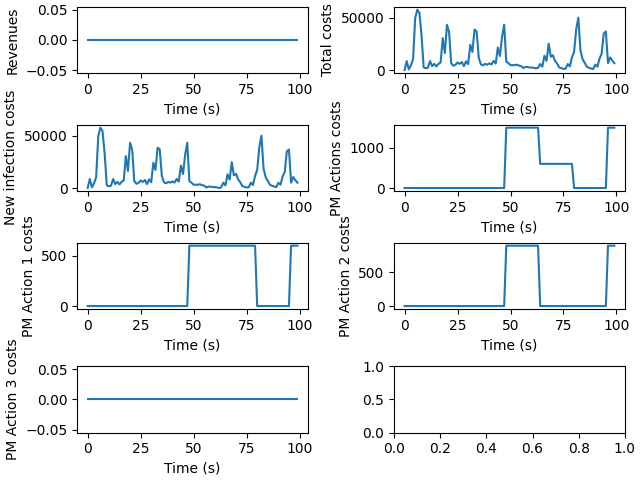 Revenues
0.05
0.00
−0.05
0 25 50 75 100
Time (s)
Total costs
50000
0
0 25 50 75 100
Time (s)
New infection costs
50000
0
0 25 50 75 100
Time (s)
PM Actions costs
1000
0
0 25 50 75 100
Time (s)
PM Action 1 costs
500
0
0 25 50 75 100
Time (s)
PM Action 2 costs
500
0
0 25 50 75 100
Time (s)
PM Action 3 costs
0.05
0.00
−0.05
0 25 50 75 100
Time (s)
1.0
0.5
0.0
0.0 0.2 0.4 0.6 0.8 1.0